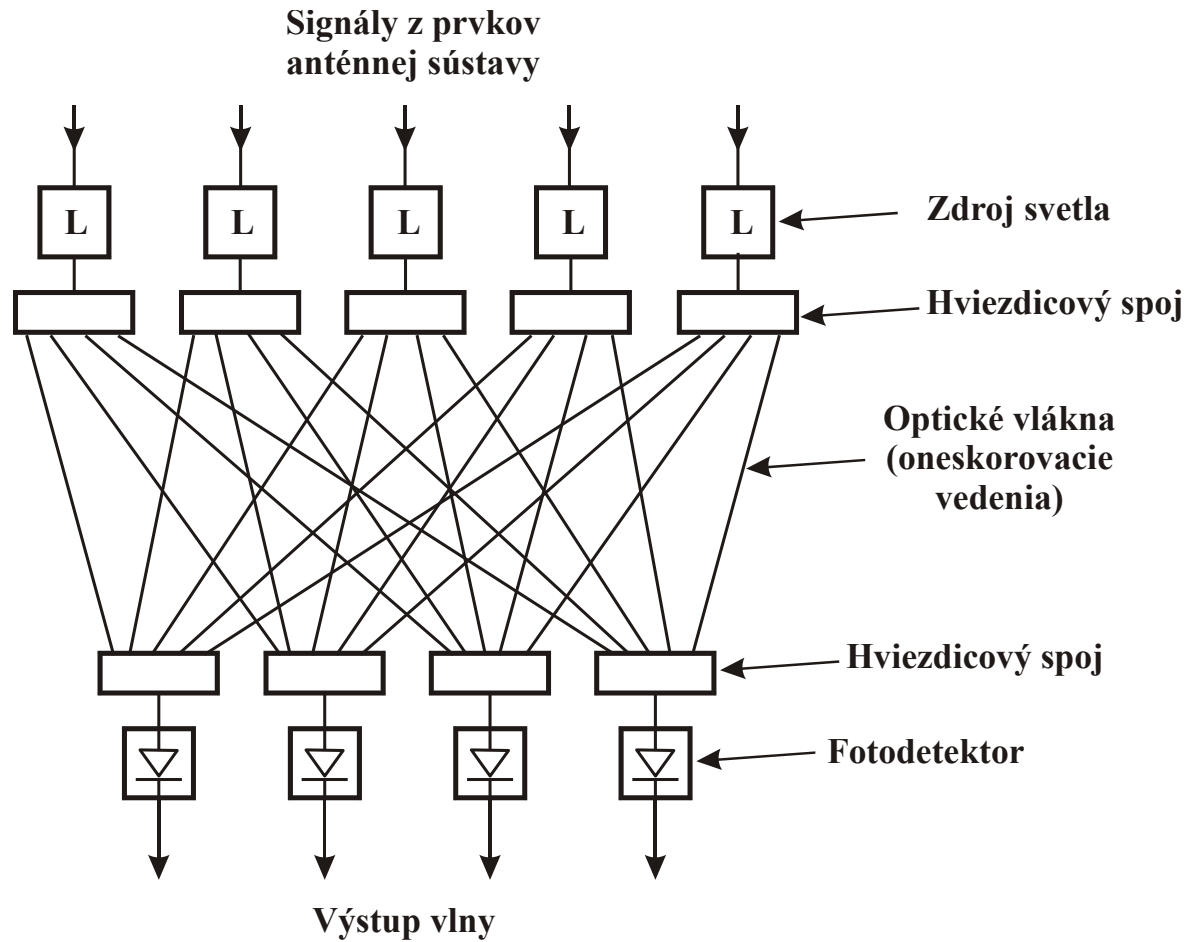 Signály z prvkov
anténnej sústavy
L L L L L
Zdroj svetla
Hviezdicový spoj
Optické vlákna
(oneskorovacie
vedenia)
Hviezdicový spoj
Fotodetektor
Výstup vlny